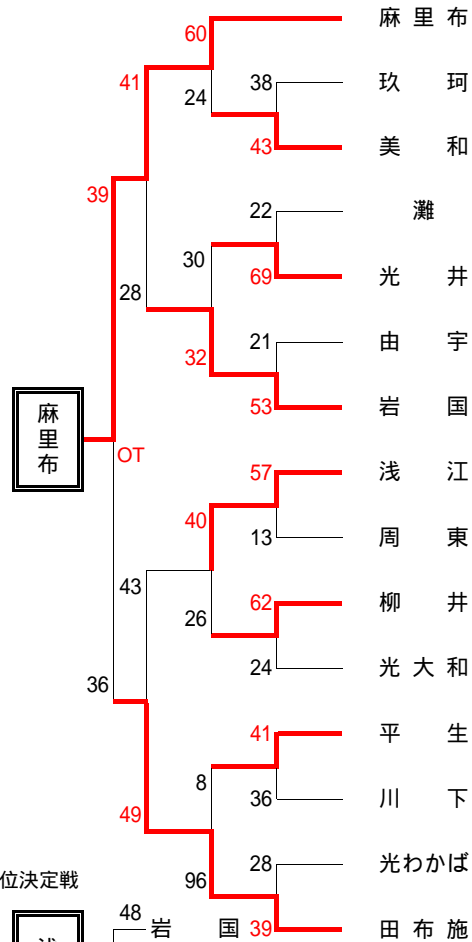 麻里布
60
41
24
38
玖珂
43
美和
39
22
灘
30
28
69
光井
21
由宇
32
53
岩国
麻里布
OT
57
浅江
40
13
周東
43
62
柳井
26
24
光大和
36
41
平生
8
36
川下
49
28
光わかば
96
位決定戦
48
岩国
39
田布施